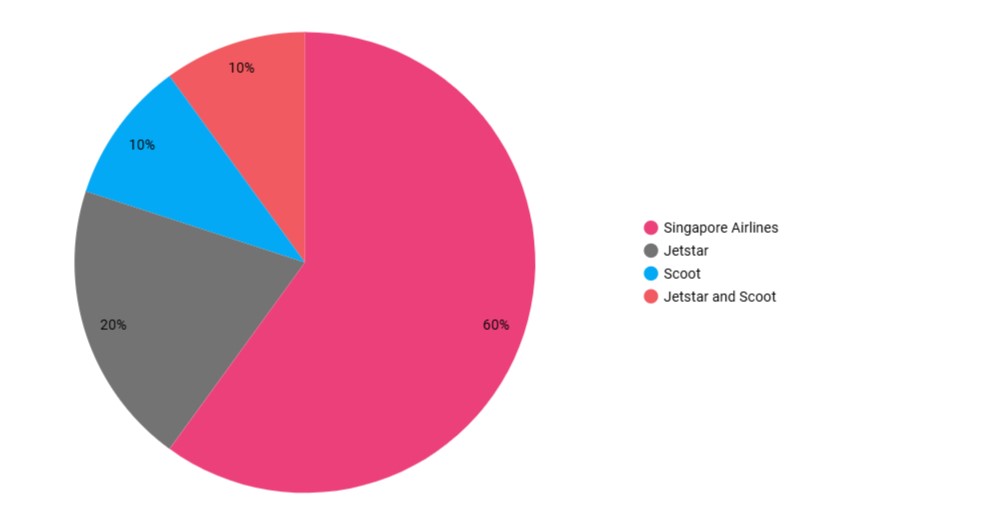 10%
10%
20%
60%
Singapore Airlines
Jetstar
Scoot
Jetstar and Scoot